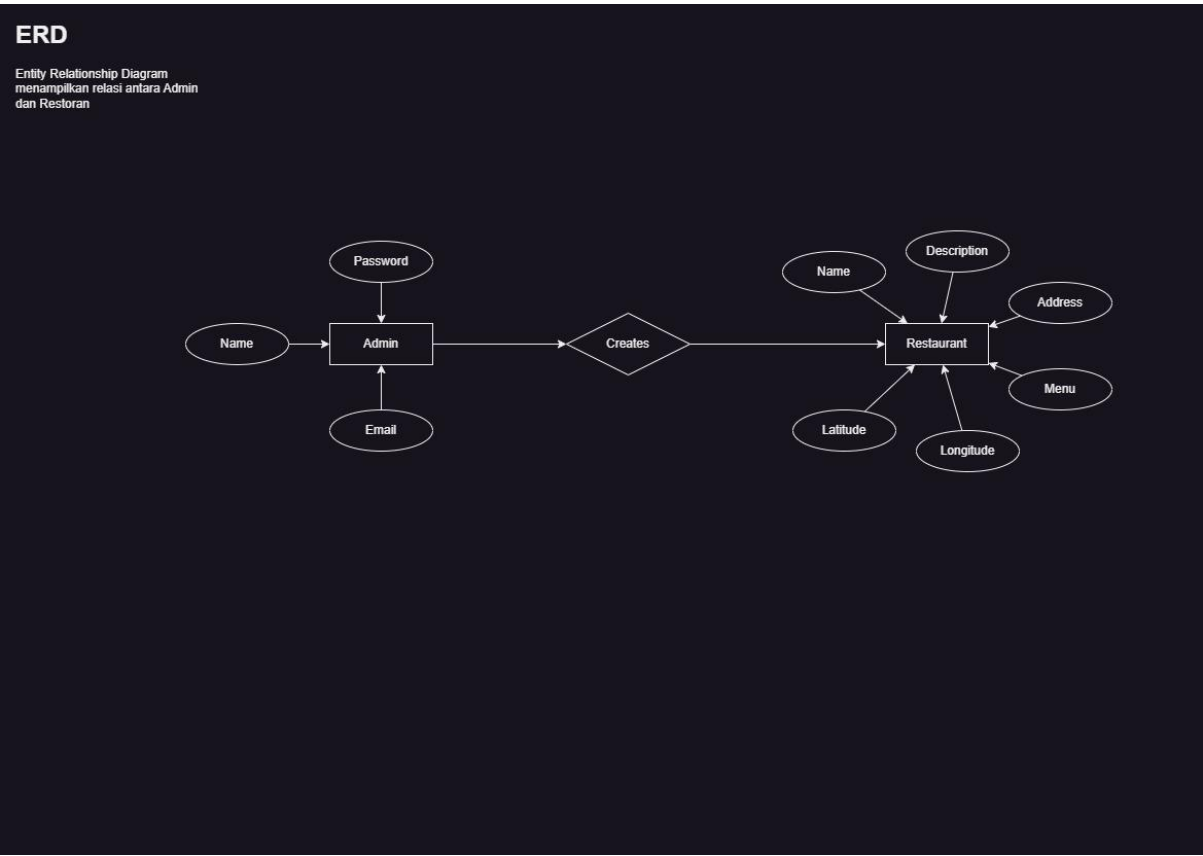 ERD
Entity Relationship Diagram
menampilkan relasi antara Admin
dan Restoran
Description
Password
Name
Address
Name
Admin
Creates
Restaurant
Menu
Email
Latitude
Longitude